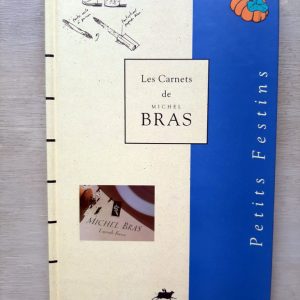 Les Carnets
de
MICHEL
BRAS
Petits Festins
MICHEL BRAS